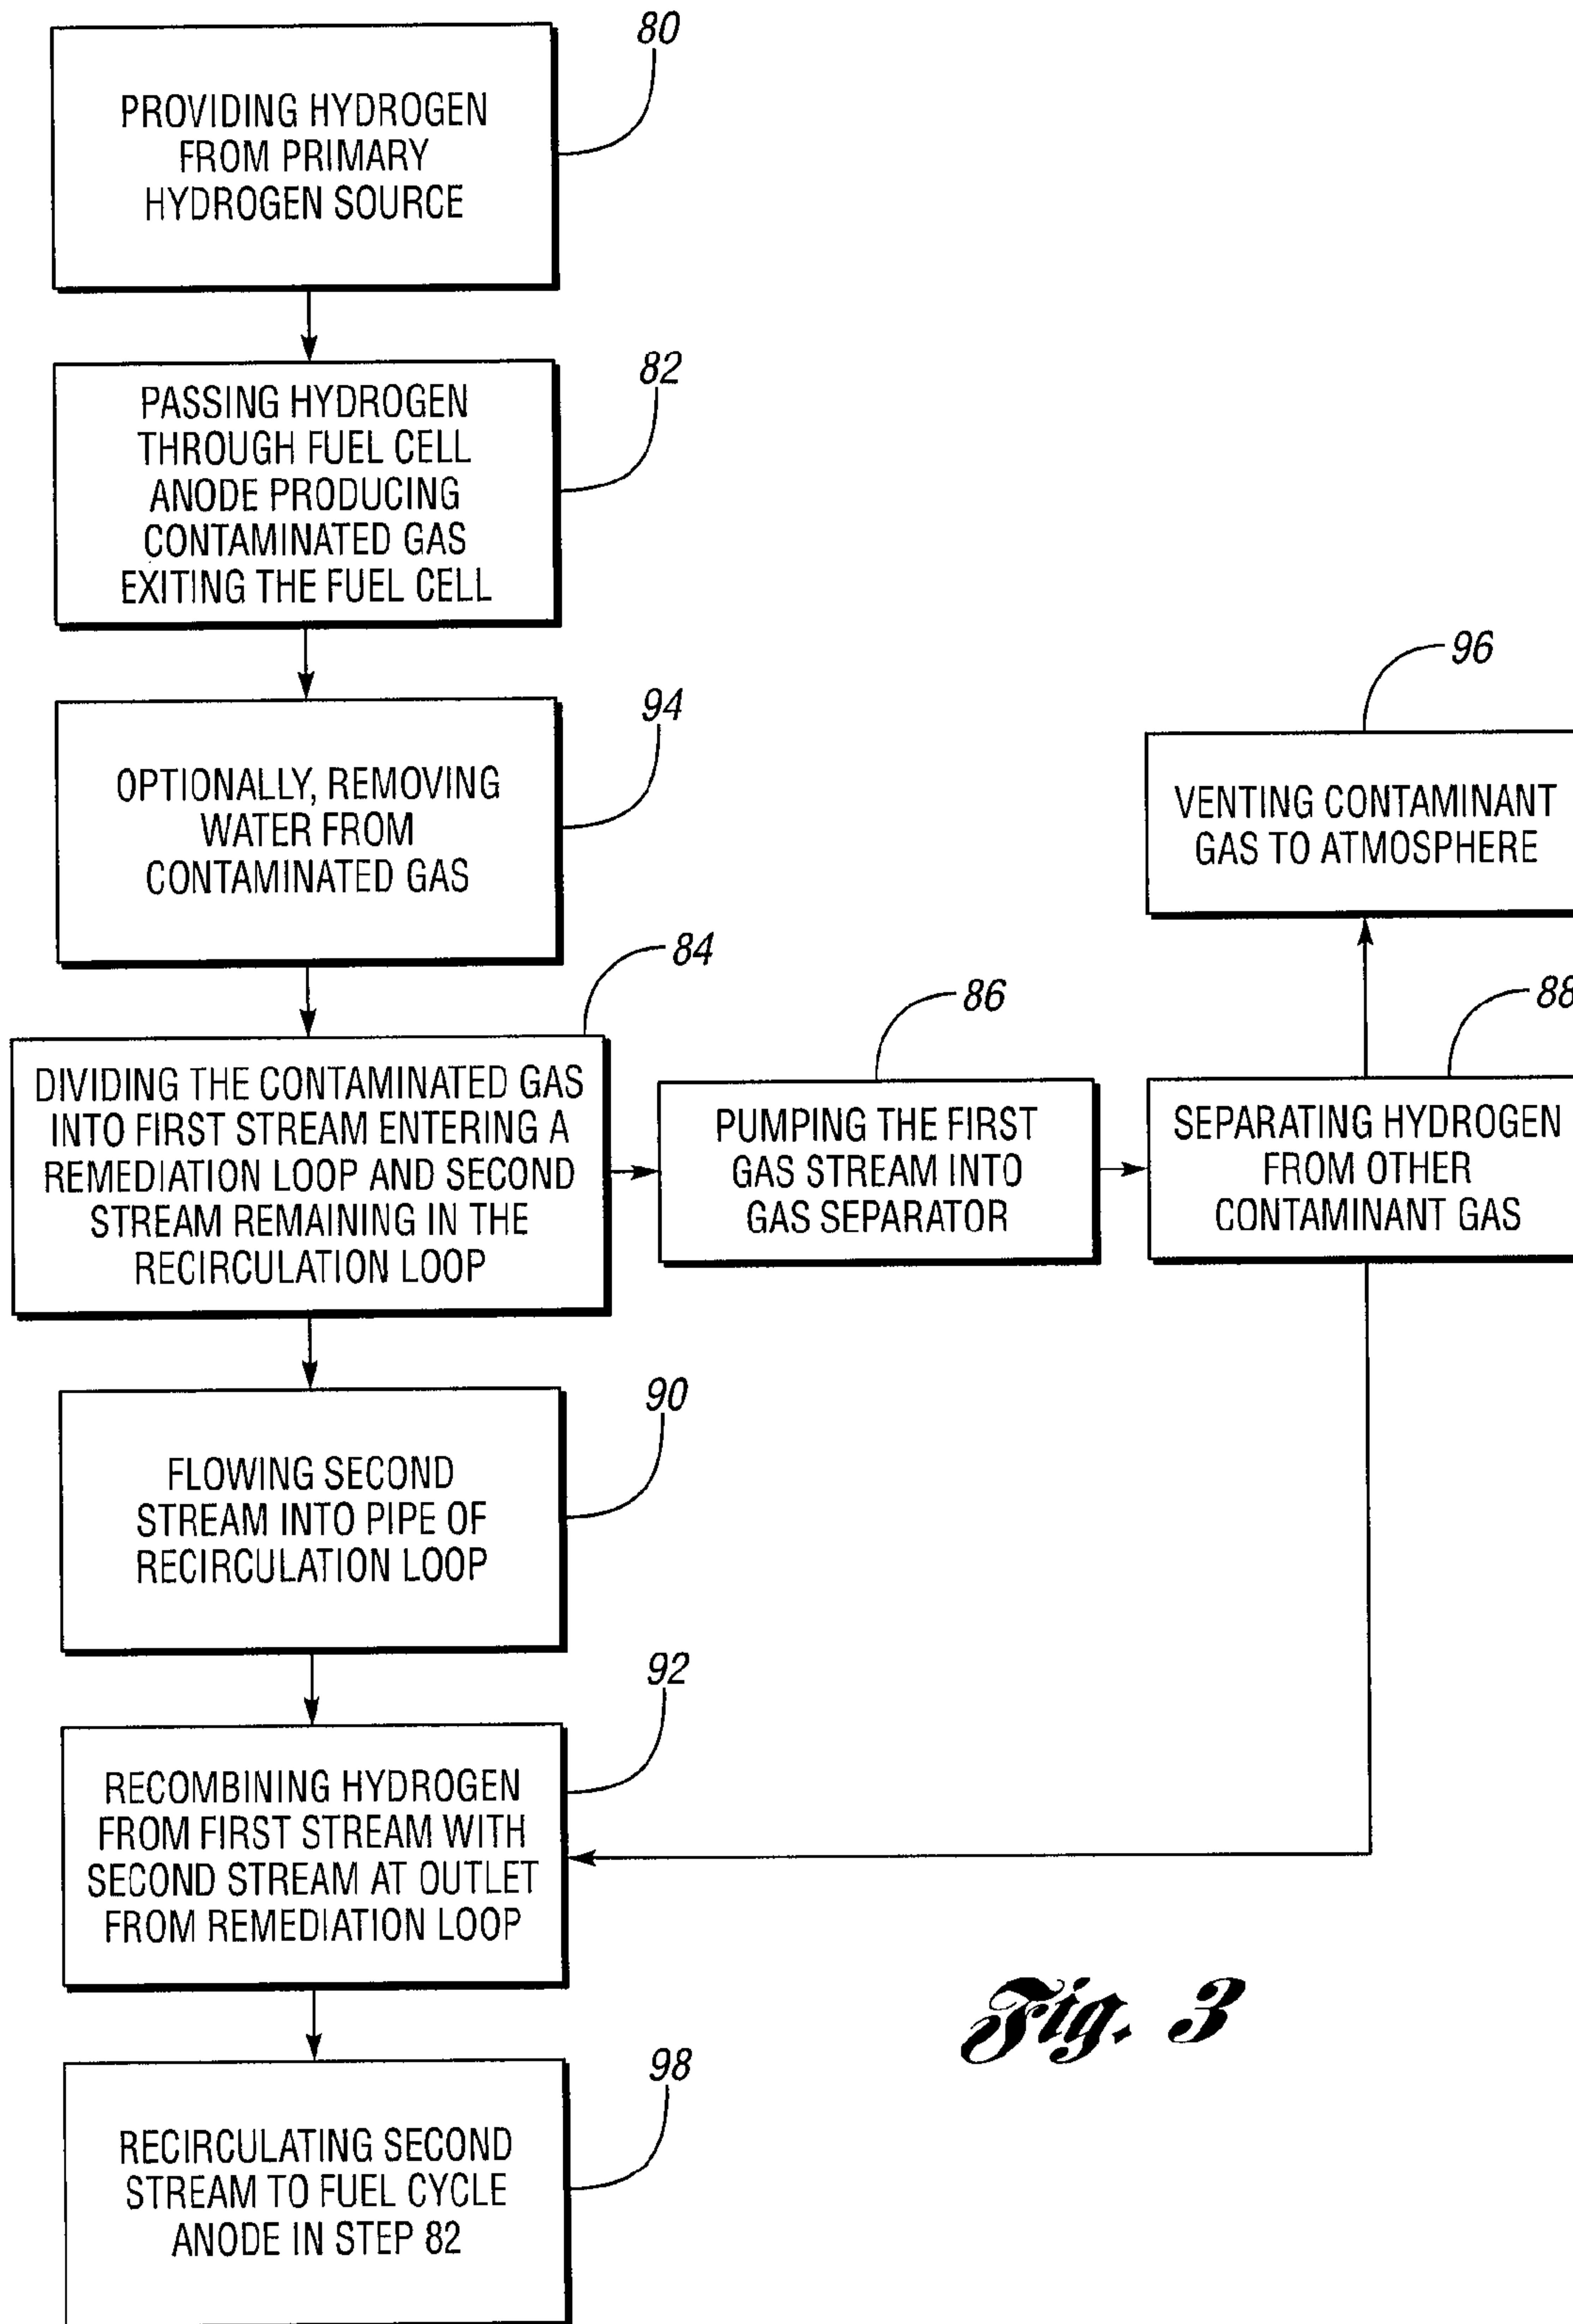 80
PROVIDING HYDROGEN
FROM PRIMARY
HYDROGEN SOURCE
82
PASSING HYDROGEN
THROUGH FUEL CELL
ANODE PRODUCING
CONTAMINATED GAS
EXITING THE FUEL CELL
94
OPTIONALLY, REMOVING
WATER FROM
CONTAMINATED GAS
96
VENTING CONTAMINANT
GAS TO ATMOSPHERE
84
DIVIDING THE CONTAMINATED GAS
INTO FIRST STREAM ENTERING A
REMEDIATION LOOP AND SECOND
STREAM REMAINING IN THE
RECIRCULATION LOOP
86
PUMPING THE FIRST
GAS STREAM INTO
GAS SEPARATOR
88
SEPARATING HYDROGEN
FROM OTHER
CONTAMINANT GAS
90
FLOWING SECOND
STREAM INTO PIPE OF
RECIRCULATION LOOP
92
RECOMBINING HYDROGEN
FROM FIRST STREAM WITH
SECOND STREAM AT OUTLET
FROM REMEDIATION LOOP
98
RECIRCULATING SECOND
STREAM TO FUEL CYCLE
ANODE IN STEP 82
Fig. 3